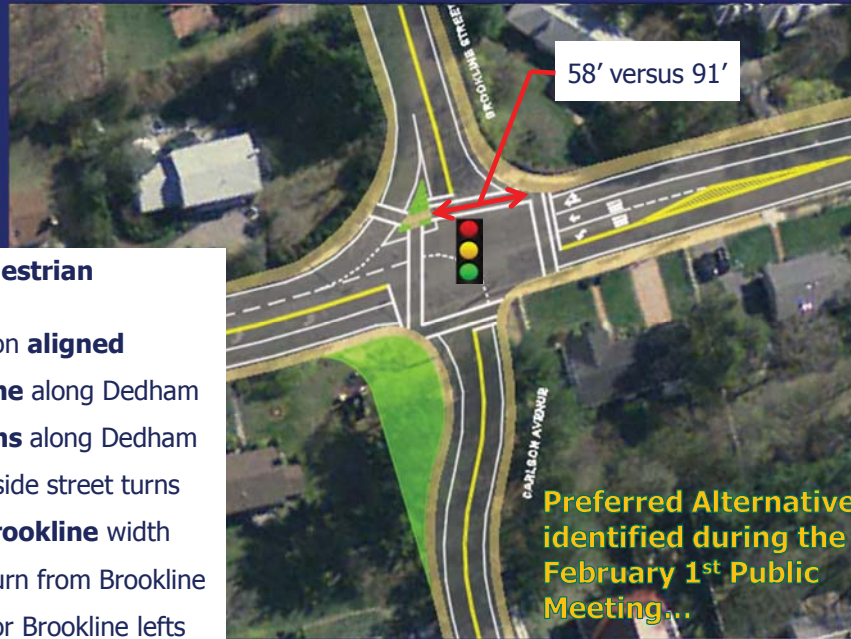 BROOKLINE STREET
58’ versus 91’
destrian
on aligned
ne along Dedham
ns along Dedham
side street turns
rookline width
urn from Brookline
or Brookline lefts
CARLSON AVENUE
Preferred Alternative
identified during the
February 1st Public
Meeting...